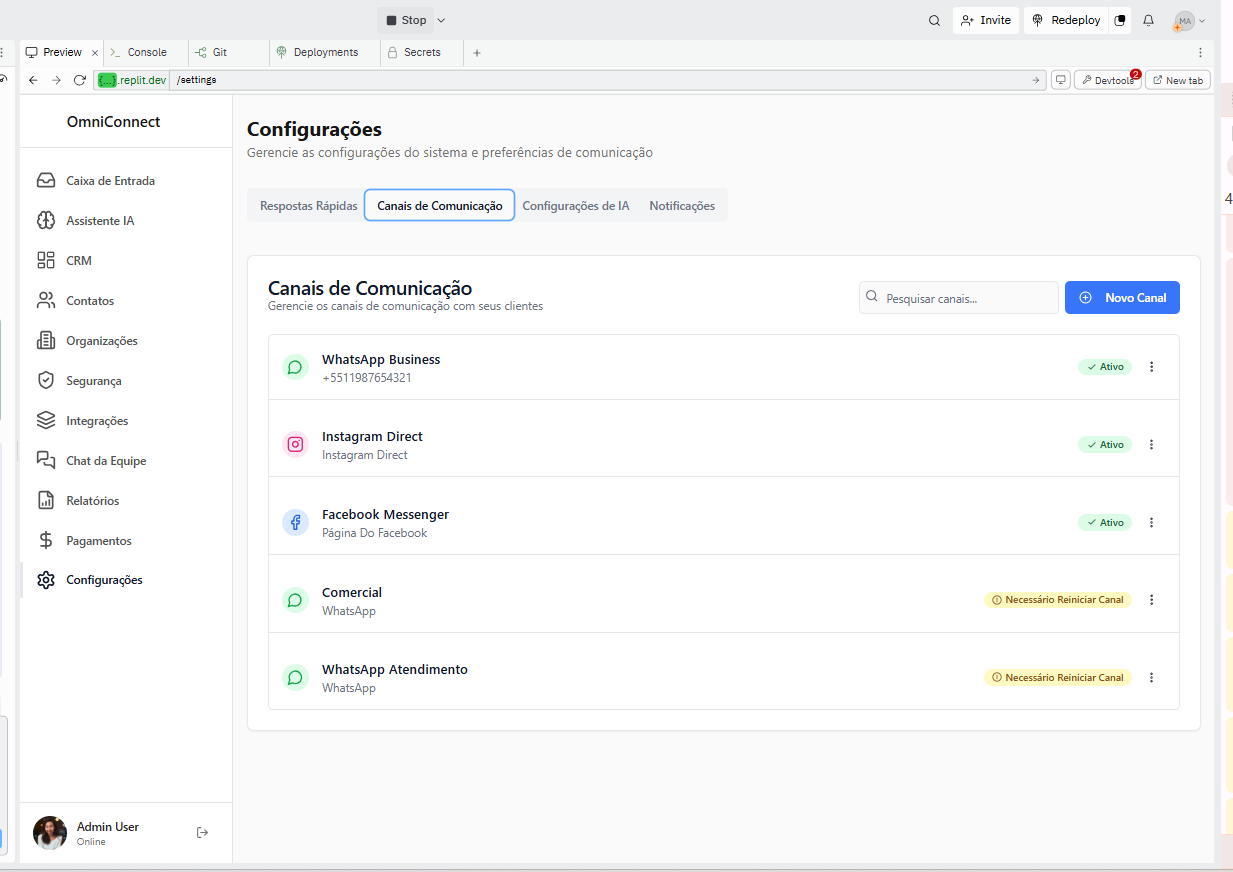 Stop
Invite
Redeploy
MA
Preview
Console
Git
Deployments
Secrets
{...}.replit.dev
/settings
Devtools
2
New tab
OmniConnect
Caixa de Entrada
Assistente IA
CRM
Contatos
Organizações
Segurança
Integrações
Chat da Equipe
Relatórios
Pagamentos
Configurações
Admin User
Online
Configurações
Gerencie as configurações do sistema e preferências de comunicação
Respostas Rápidas
Canais de Comunicação
Configurações de IA
Notificações
Canais de Comunicação
Gerencie os canais de comunicação com seus clientes
Pesquisar canais...
Novo Canal
WhatsApp Business
+5511987654321
Ativo
Instagram Direct
Instagram Direct
Ativo
Facebook Messenger
Página Do Facebook
Ativo
Comercial
WhatsApp
Necessário Reiniciar Canal
WhatsApp Atendimento
WhatsApp
Necessário Reiniciar Canal
4